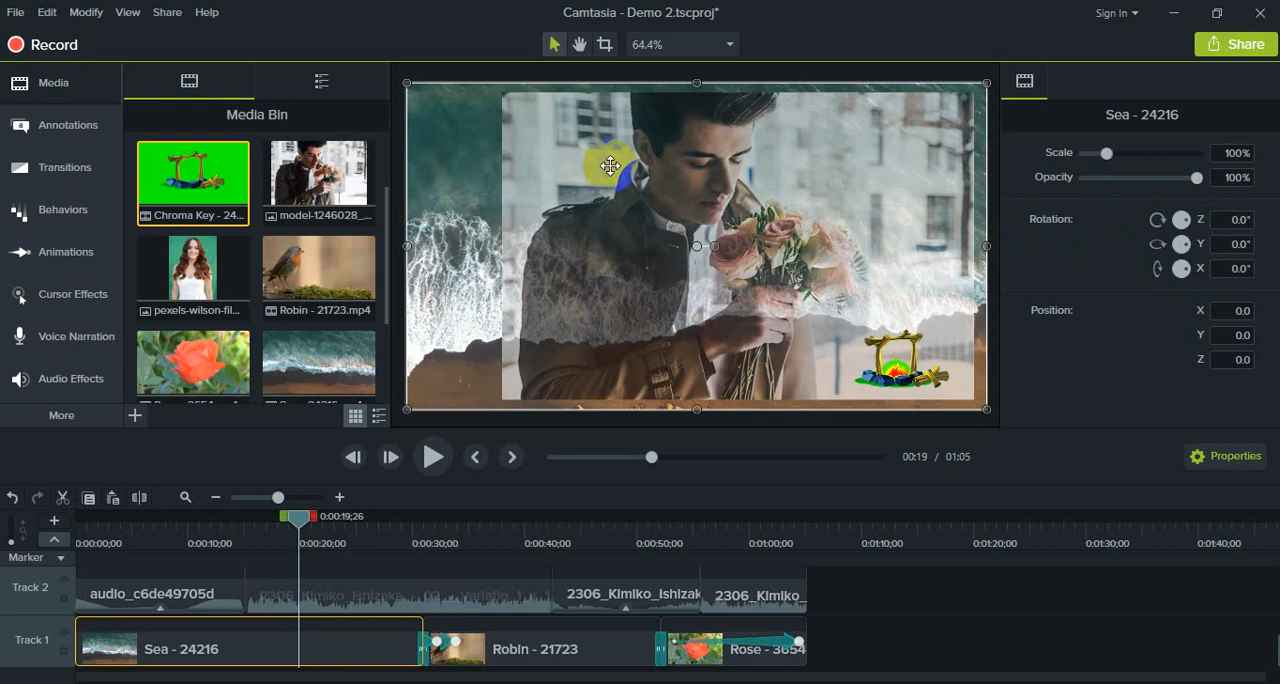 File Edit Modify View Share Help
Camtasia - Demo 2.tscproj*
Sign In
Record
64.4%
Share
Media
Annotations
Transitions
Behaviors
Animations
Cursor Effects
Voice Narration
Audio Effects
More
Media Bin
Chroma Key - 24...
model-1246028_...
pexels-wilson-fil...
Robin - 21723.mp4
Sea - 24216
Scale 100%
Opacity 100%
Rotation: Z 0.0°
Y 0.0°
X 0.0°
Position: X 0.0
Y 0.0
Z 0.0
00:19 / 01:05
Properties
0:00:19;26
0:00:00;00 0:00:10;00 0:00:20;00 0:00:30;00 0:00:40;00 0:00:50;00 0:01:00;00 0:01:10;00 0:01:20;00 0:01:30;00 0:01:40;00
Marker
Track 2
audio_c6de49705d
2306_Kimiko_Ishizaka
2306_Kimiko_Ishizak
2306_Kimiko_
Track 1
Sea - 24216
Robin - 21723
Rose - 3654